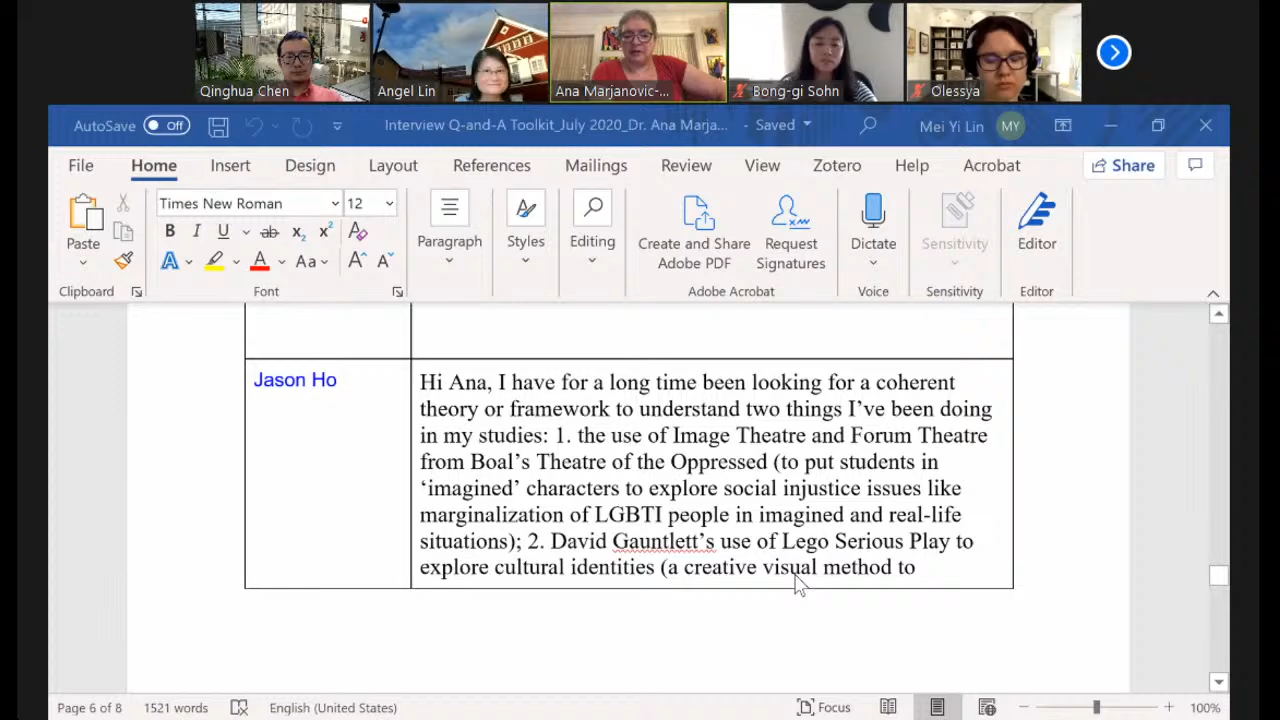 Qinghua Chen
Angel Lin
Ana Marjanovic-...
Bong-gi Sohn
Olessya
AutoSave Off
Interview Q-and-A Toolkit_July 2020_Dr. Ana Marja... - Saved
Mei Yi Lin MY
File Home Insert Design Layout References Mailings Review View Zotero Help Acrobat Share
Times New Roman 12
Paste
B I U ab x2 x2 A
A A Aa A A
Paragraph Styles Editing
Create and Share Adobe PDF
Request Signatures
Dictate Sensitivity Editor
Clipboard Font Adobe Acrobat Voice Sensitivity Editor
Jason Ho
Hi Ana, I have for a long time been looking for a coherent
theory or framework to understand two things I’ve been doing
in my studies: 1. the use of Image Theatre and Forum Theatre
from Boal’s Theatre of the Oppressed (to put students in
‘imagined’ characters to explore social injustice issues like
marginalization of LGBTI people in imagined and real-life
situations); 2. David Gauntlett’s use of Lego Serious Play to
explore cultural identities (a creative visual method to
Page 6 of 8 1521 words English (United States) Focus 100%